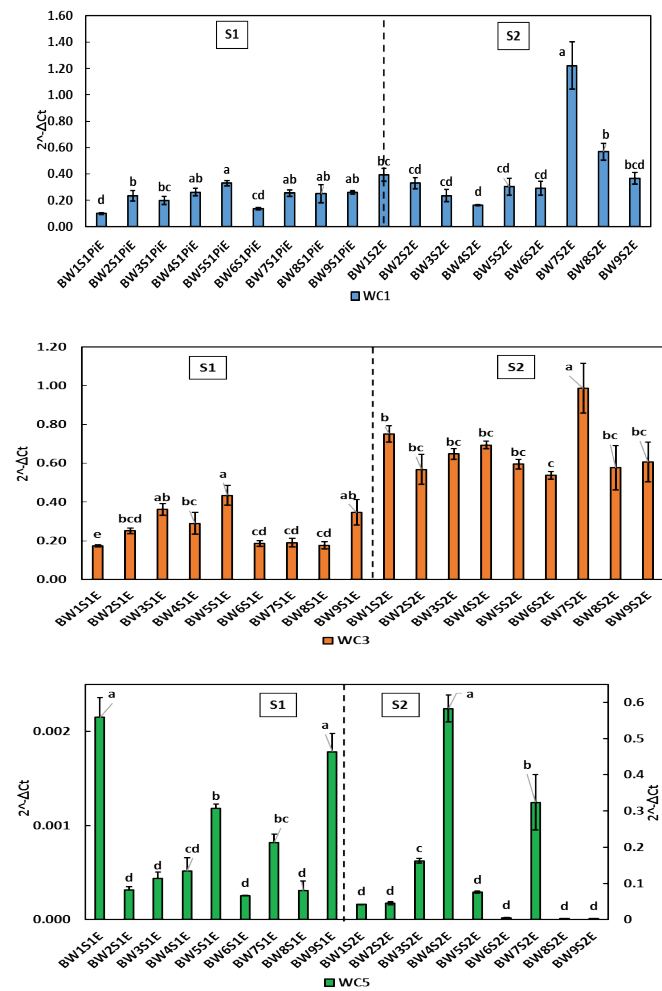 1.60
1.40
1.20
1.00
0.80
0.60
0.40
0.20
0.00
2^-ΔCt
S1
S2
d b bc ab a cd ab ab ab bc cd cd d cd cd a b bcd
BW1S1PiE BW2S1PiE BW3S1PiE BW4S1PiE BW5S1PiE BW6S1PiE BW7S1PiE BW8S1PiE BW9S1PiE BW1S2E BW2S2E BW3S2E BW4S2E BW5S2E BW6S2E BW7S2E BW8S2E BW9S2E
WC1
1.20
1.00
0.80
0.60
0.40
0.20
0.00
2^-ΔCt
S1
S2
e bcd ab bc a cd cd cd ab b bc bc bc bc c a bc bc
BW1S1E BW2S1E BW3S1E BW4S1E BW5S1E BW6S1E BW7S1E BW8S1E BW9S1E BW1S2E BW2S2E BW3S2E BW4S2E BW5S2E BW6S2E BW7S2E BW8S2E BW9S2E
WC3
0.002
0.001
0.000
2^-ΔCt
S1
S2
a d d cd b d bc d a d d c a d d b d d
0.6
0.5
0.4
0.3
0.2
0.1
0
2^-ΔCt
BW1S1E BW2S1E BW3S1E BW4S1E BW5S1E BW6S1E BW7S1E BW8S1E BW9S1E BW1S2E BW2S2E BW3S2E BW4S2E BW5S2E BW6S2E BW7S2E BW8S2E BW9S2E
WC5